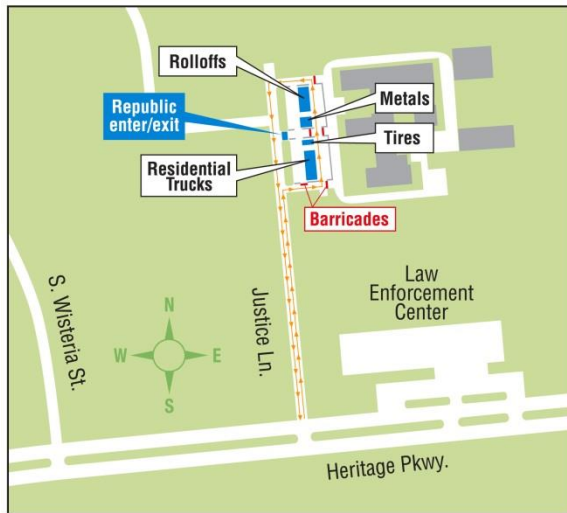 Rolloffs
Metals
Republic
enter/exit
Tires
Residential
Trucks
Barricades
Law
Enforcement
Center
S. Wisteria St.
Justice Ln.
N
W
E
S
Heritage Pkwy.